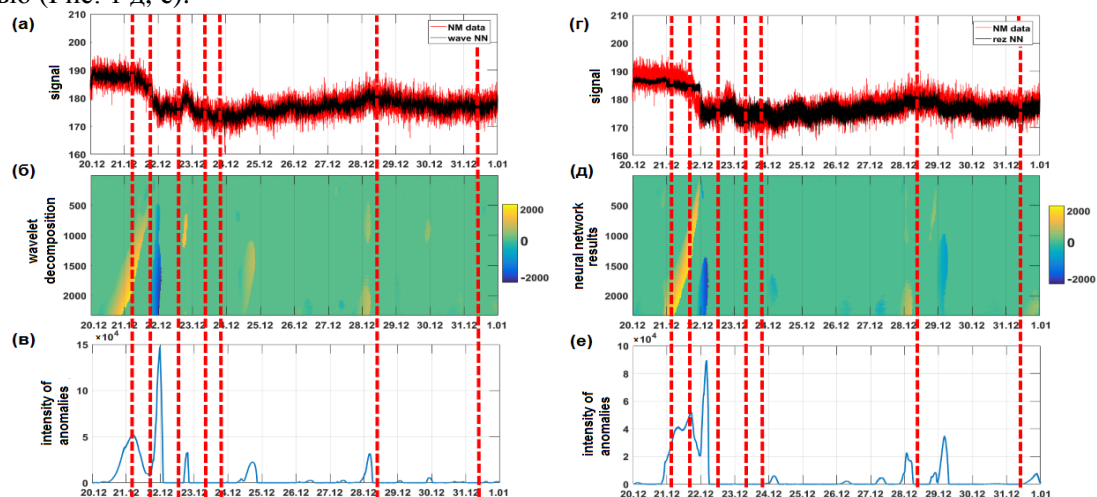 ью (Рис. 4 д, е).
(а)
NM data
wave NN
signal
210
200
190
180
170
160
20.12 21.12 22.12 23.12 24.12 25.12 26.12 27.12 28.12 29.12 30.12 31.12 1.01
(б)
wavelet
decomposition
500
1000
1500
2000
2000
0
-2000
20.12 21.12 22.12 23.12 24.12 25.12 26.12 27.12 28.12 29.12 30.12 31.12 1.01
(в)
×10⁴
intensity of
anomalies
15
10
5
0
20.12 21.12 22.12 23.12 24.12 25.12 26.12 27.12 28.12 29.12 30.12 31.12 1.01
(г)
NM data
rez NN
signal
210
200
190
180
170
160
20.12 21.12 22.12 23.12 24.12 25.12 26.12 27.12 28.12 29.12 30.12 31.12 1.01
(д)
neural network
results
500
1000
1500
2000
2000
0
-2000
20.12 21.12 22.12 23.12 24.12 25.12 26.12 27.12 28.12 29.12 30.12 31.12 1.01
(е)
×10⁴
intensity of
anomalies
10
8
6
4
2
0
20.12 21.12 22.12 23.12 24.12 25.12 26.12 27.12 28.12 29.12 30.12 31.12 1.01